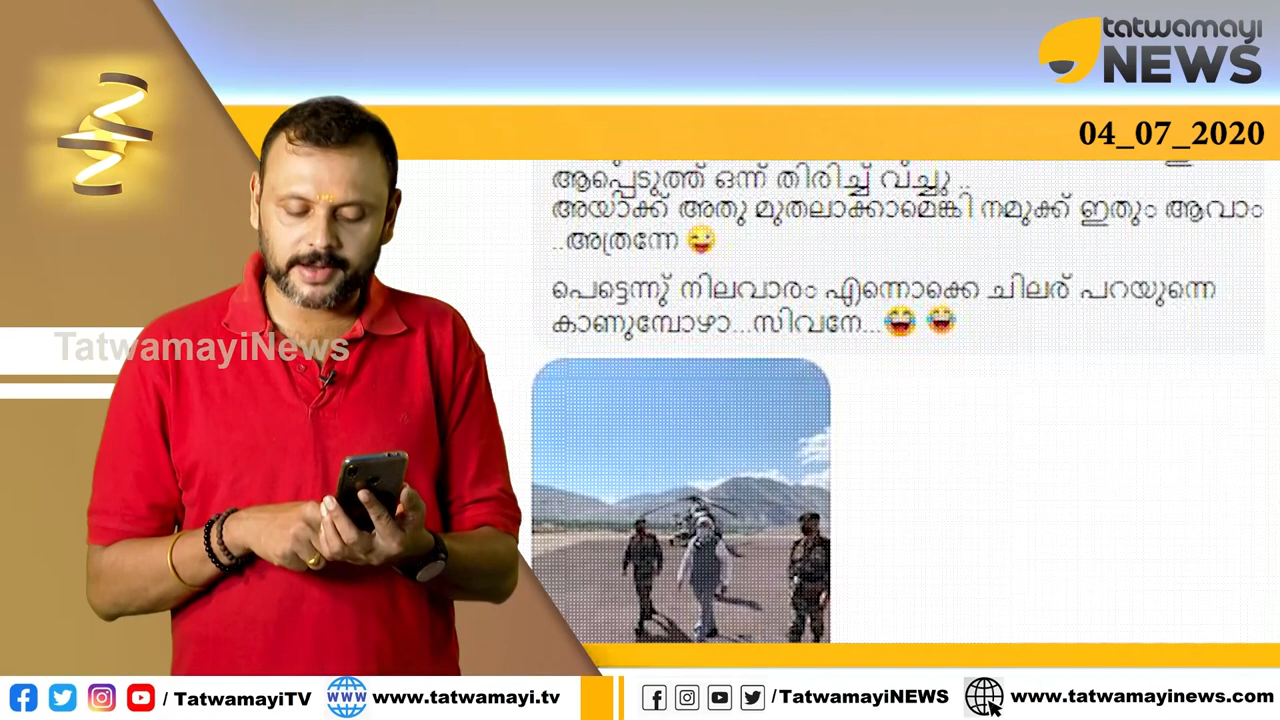 tatwamayi
NEWS
04_07_2020
ആപ്പെടുത്ത് ഒന്ന് തിരിച്ച് വ്ച്ചു ..
അയാക്ക് അതു മുതലാക്കാമെങ്കി നമുക്ക് ഇതും ആവാം
..അത്രന്നേ 😜
പെട്ടെന്നു് നിലവാരം എന്നൊക്കെ ചിലര് പറയുന്നെ
കാണുമ്പോഴാ...സിവനേ...😂 😂
TatwamayiNews
/ TatwamayiTV www.tatwamayi.tv /TatwamayiNEWS www.tatwamayinews.com